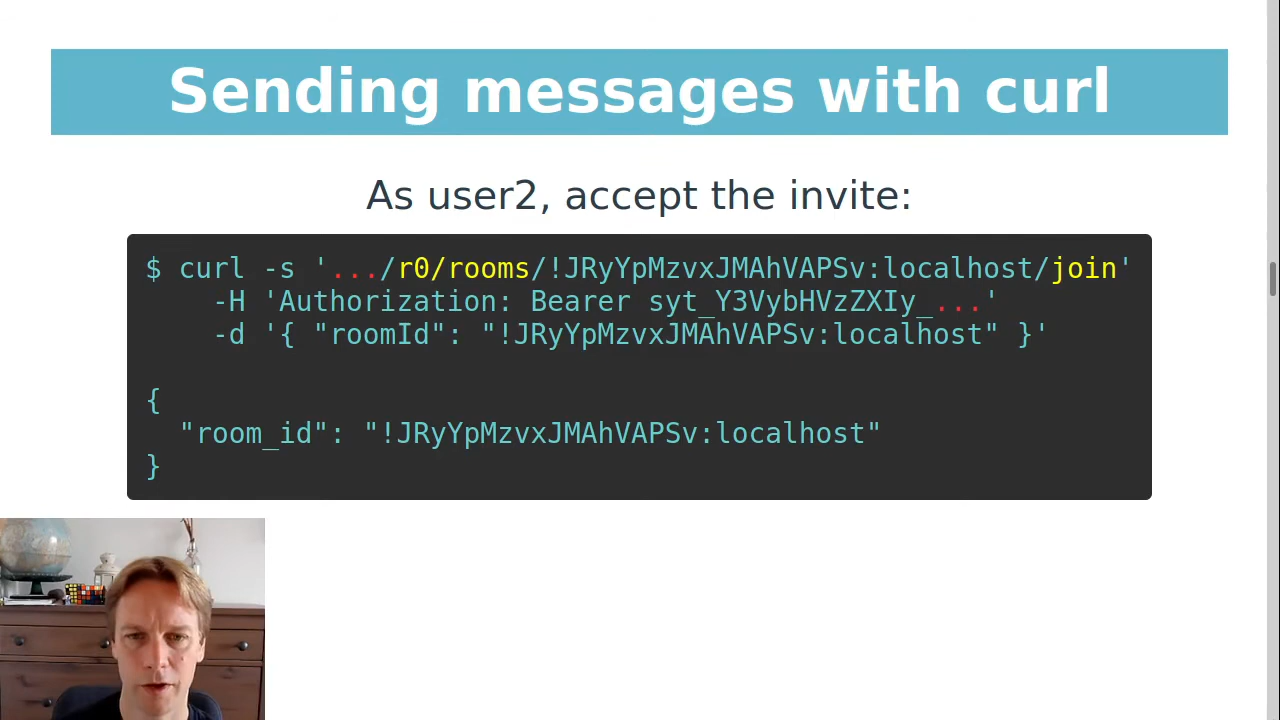 Sending messages with curl
As user2, accept the invite:
$ curl -s '.../r0/rooms/!JRyYpMzvxJMAhVAPSv:localhost/join'
-H 'Authorization: Bearer syt_Y3VybHVzZXIy_...'
-d '{ "roomId": "!JRyYpMzvxJMAhVAPSv:localhost" }'
{
"room_id": "!JRyYpMzvxJMAhVAPSv:localhost"
}